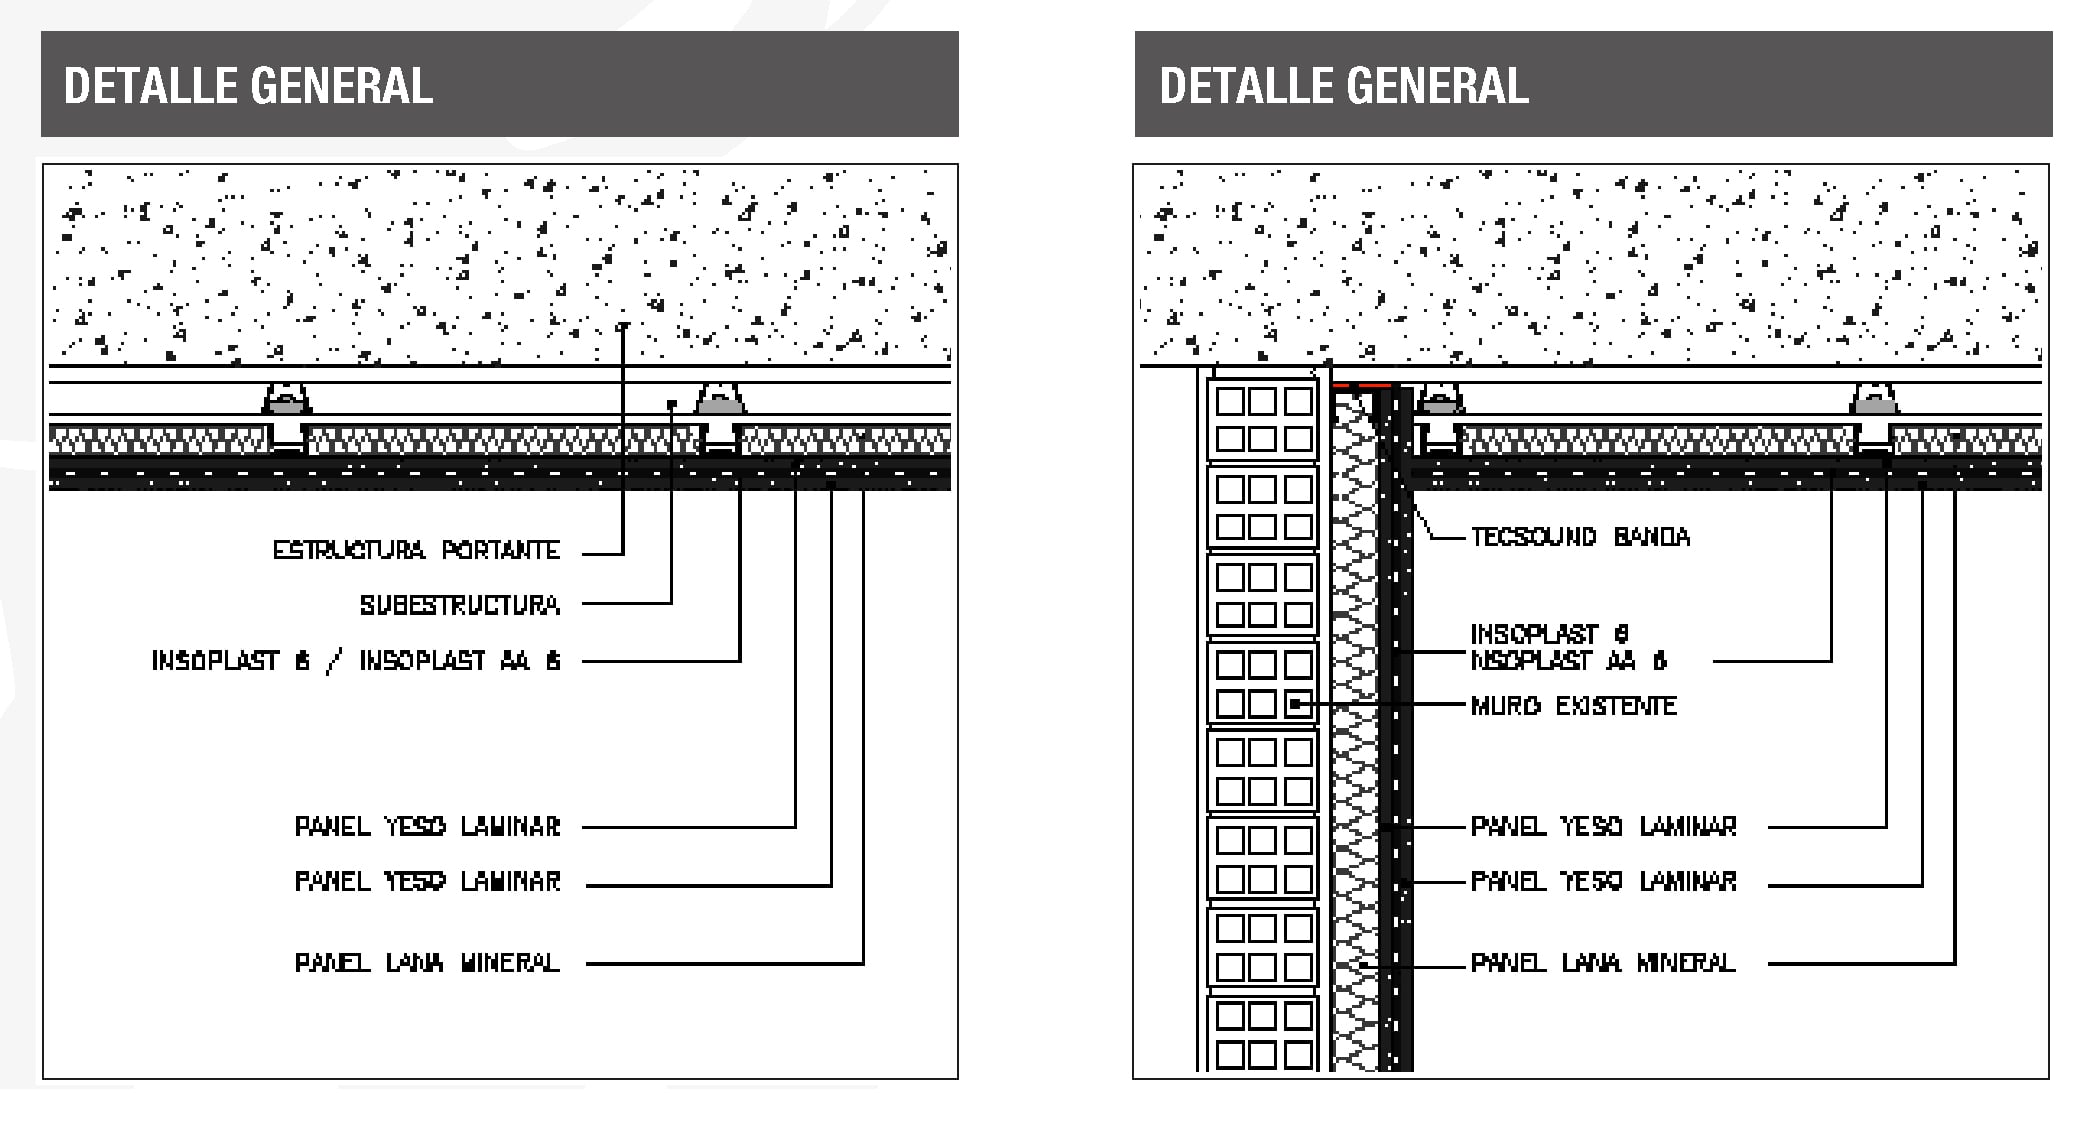 DETALLE GENERAL
ESTRUCTURA PORTANTE
SUBESTRUCTURA
INSOPLAST 6 / INSOPLAST AA 6
PANEL YESO LAMINAR
PANEL YESO LAMINAR
PANEL LANA MINERAL
DETALLE GENERAL
TECSOUND BANDA
INSOPLAST 6
INSOPLAST AA 6
MURO EXISTENTE
PANEL YESO LAMINAR
PANEL YESO LAMINAR
PANEL LANA MINERAL